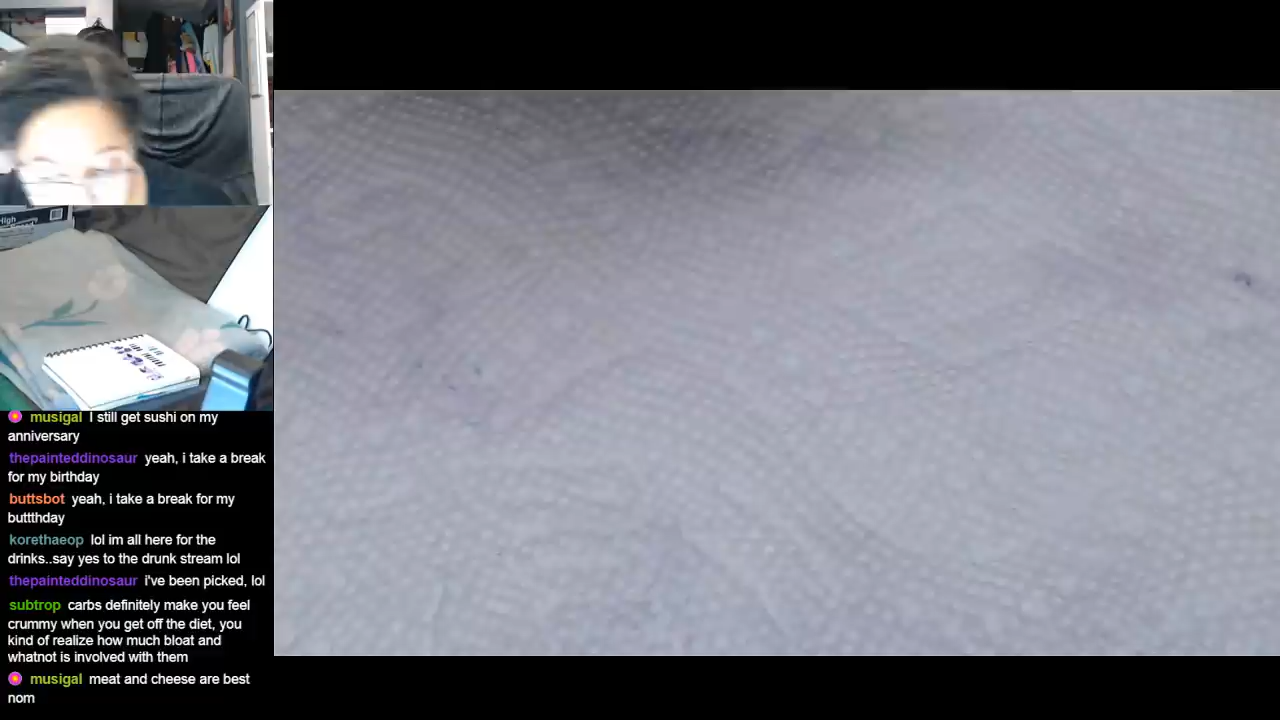 High
musigal I still get sushi on my
anniversary
thepainteddinosaur yeah, i take a break
for my birthday
buttsbot yeah, i take a break for my
buttthday
korethaeop lol im all here for the
drinks..say yes to the drunk stream lol
thepainteddinosaur i've been picked, lol
subtrop carbs definitely make you feel
crummy when you get off the diet, you
kind of realize how much bloat and
whatnot is involved with them
musigal meat and cheese are best
nom